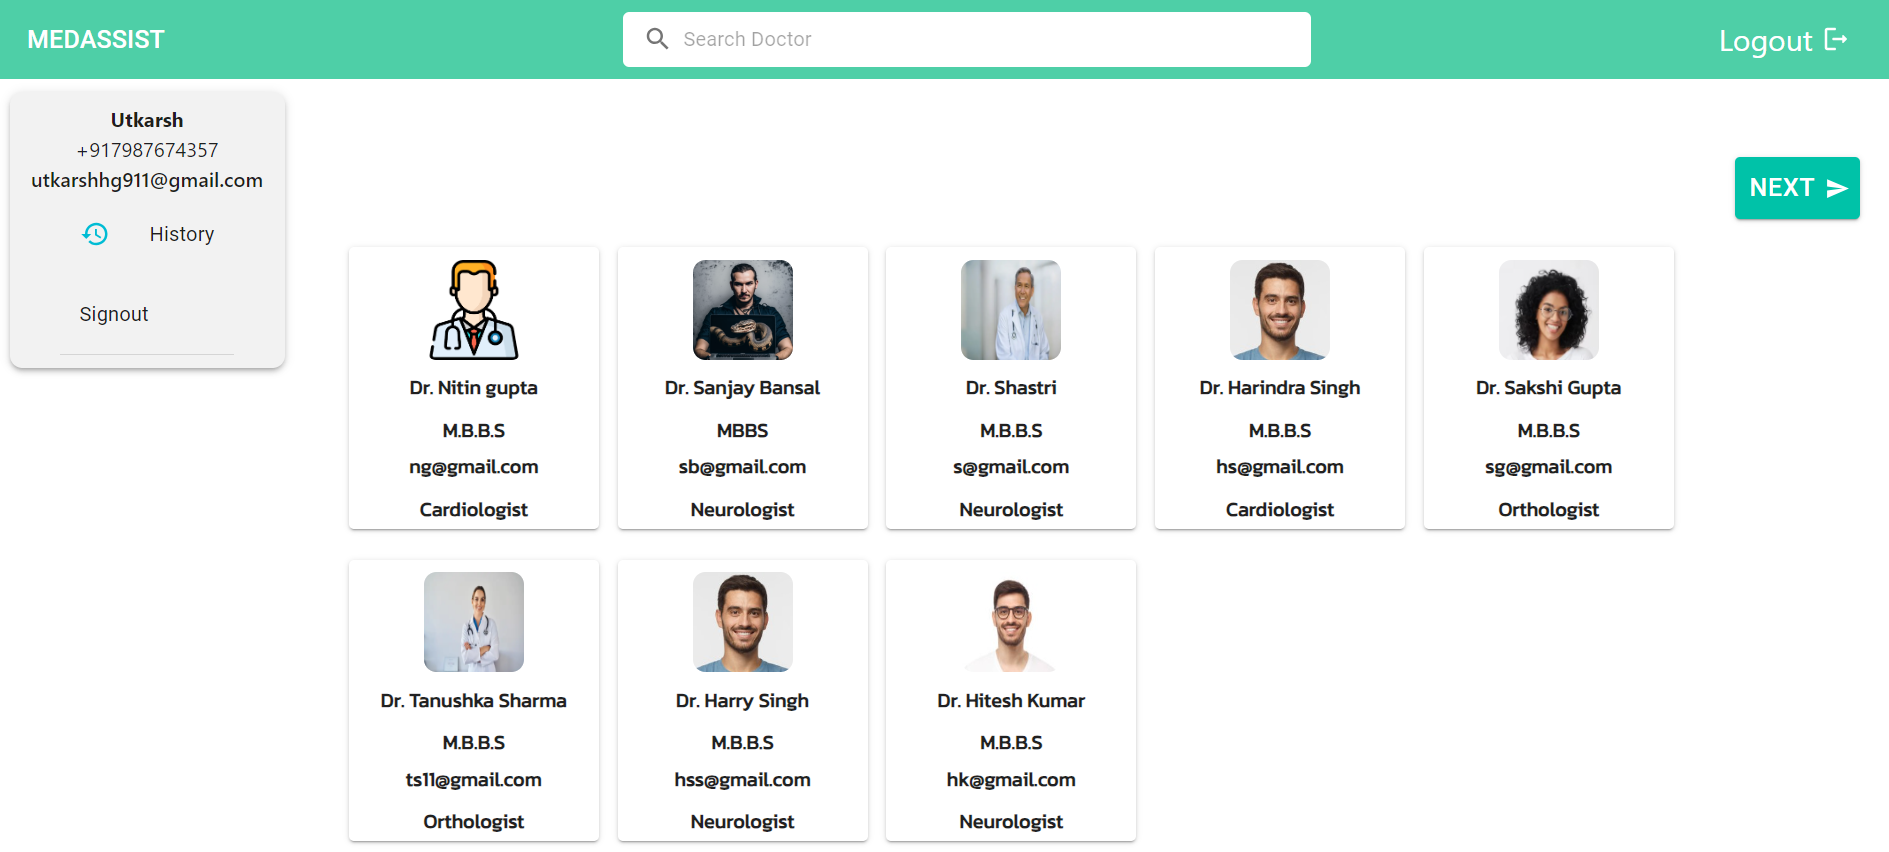 MEDASSIST
Search Doctor
Logout
Utkarsh
+917987674357
utkarshhg911@gmail.com
History
Signout
NEXT
Dr. Nitin gupta
M.B.B.S
ng@gmail.com
Cardiologist
Dr. Sanjay Bansal
MBBS
sb@gmail.com
Neurologist
Dr. Shastri
M.B.B.S
s@gmail.com
Neurologist
Dr. Harindra Singh
M.B.B.S
hs@gmail.com
Cardiologist
Dr. Sakshi Gupta
M.B.B.S
sg@gmail.com
Orthologist
Dr. Tanushka Sharma
M.B.B.S
ts11@gmail.com
Orthologist
Dr. Harry Singh
M.B.B.S
hss@gmail.com
Neurologist
Dr. Hitesh Kumar
M.B.B.S
hk@gmail.com
Neurologist